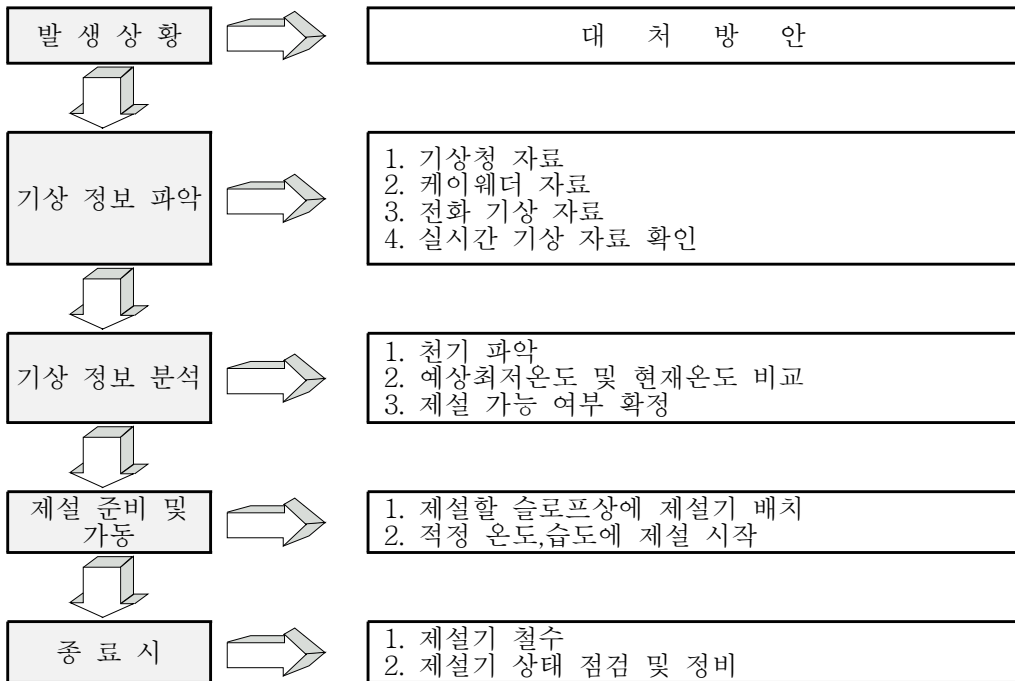 발 생 상 황
대 처 방 안
기상 정보 파악
1. 기상청 자료
2. 케이웨더 자료
3. 전화 기상 자료
4. 실시간 기상 자료 확인
기상 정보 분석
1. 천기 파악
2. 예상최저온도 및 현재온도 비교
3. 제설 가능 여부 확정
제설 준비 및
가동
1. 제설할 슬로프상에 제설기 배치
2. 적정 온도,습도에 제설 시작
종 료 시
1. 제설기 철수
2. 제설기 상태 점검 및 정비